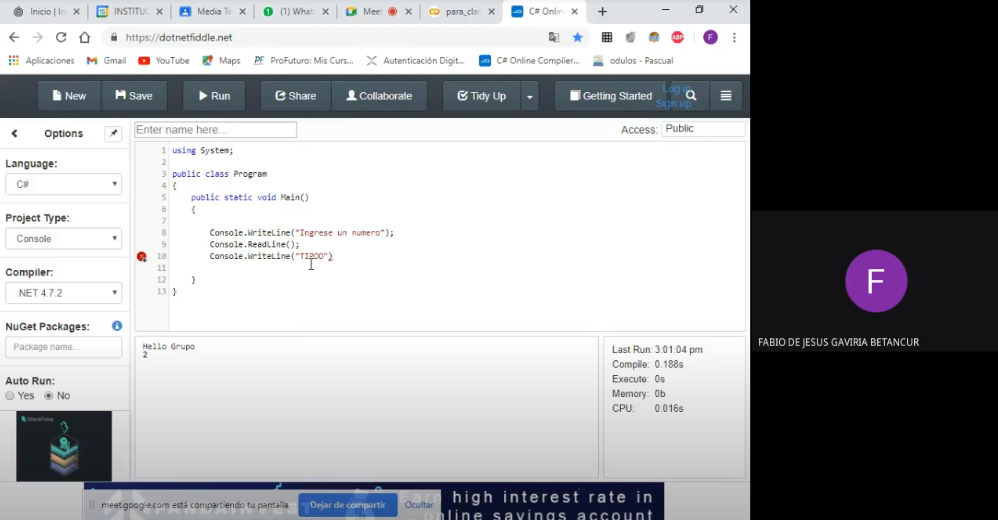 Inicio | In
INSTITUC
Media Té
(1) What
Meet
para_clas
C# Onlin
https://dotnetfiddle.net
ABP
F
Aplicaciones
Gmail
YouTube
Maps
ProFuturo: Mis Curs...
Autenticación Digit...
C# Online Compiler...
odulos - Pascual
New
Save
Run
Share
Collaborate
Tidy Up
Getting Started
Log in
Sign up
Options
Enter name here...
Access:
Public
Language:
C#
Project Type:
Console
Compiler:
.NET 4.7.2
NuGet Packages:
Package name...
Auto Run:
Yes
No
1 using System;
2
3 public class Program
4 {
5 public static void Main()
6 {
7
8 Console.WriteLine("Ingrese un numero");
9 Console.ReadLine();
10 Console.WriteLine("TIPOO")
11
12 }
13 }
Hello Grupo
2
Last Run: 3:01:04 pm
Compile: 0.188s
Execute: 0s
Memory: 0b
CPU: 0.016s
F
FABIO DE JESUS GAVIRIA BETANCUR
meet.google.com está compartiendo tu pantalla.
Dejar de compartir
Ocultar
Earn high interest rate in
online savings account